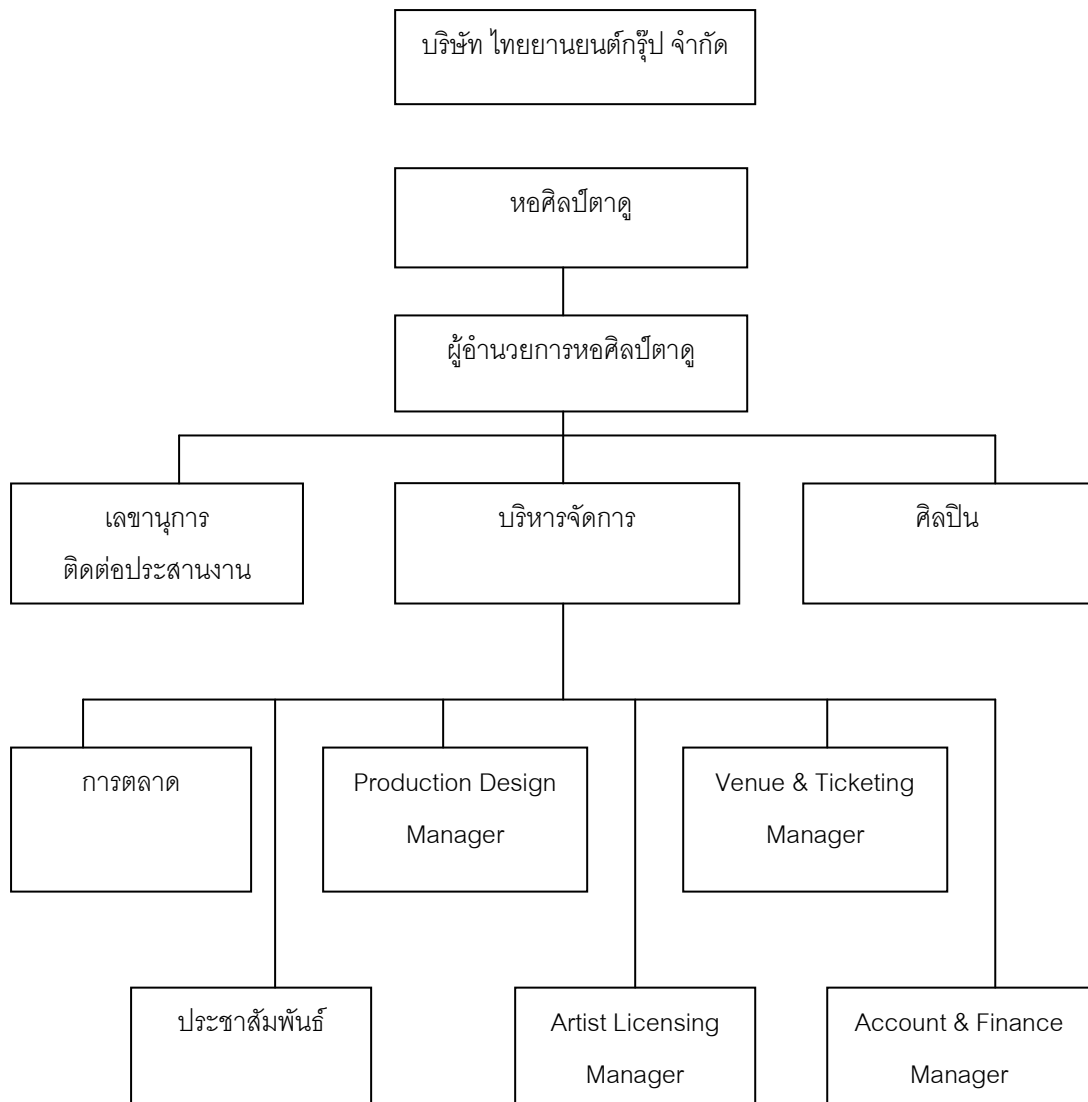 บริษัท ไทยยานยนต์กรุ๊ป จำกัด
หอศิลป์ตาดู
ผู้อำนวยการหอศิลป์ตาดู
เลขานุการ
ติดต่อประสานงาน
บริหารจัดการ
ศิลปิน
การตลาด
Production Design
Manager
Venue & Ticketing
Manager
ประชาสัมพันธ์
Artist Licensing
Manager
Account & Finance
Manager